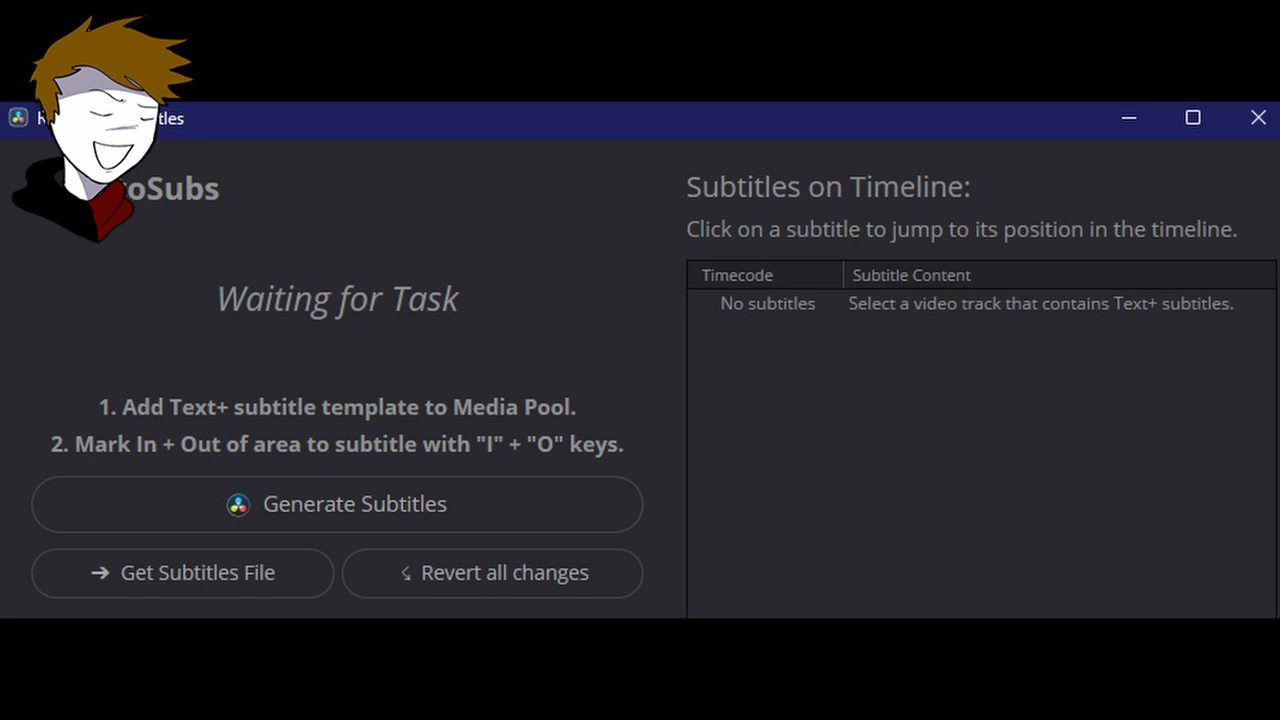 Subtitles on Timeline:
Click on a subtitle to jump to its position in the timeline.
Timecode Subtitle Content
No subtitles Select a video track that contains Text+ subtitles.
Waiting for Task
1. Add Text+ subtitle template to Media Pool.
2. Mark In + Out of area to subtitle with "I" + "O" keys.
Generate Subtitles
Get Subtitles File
Revert all changes